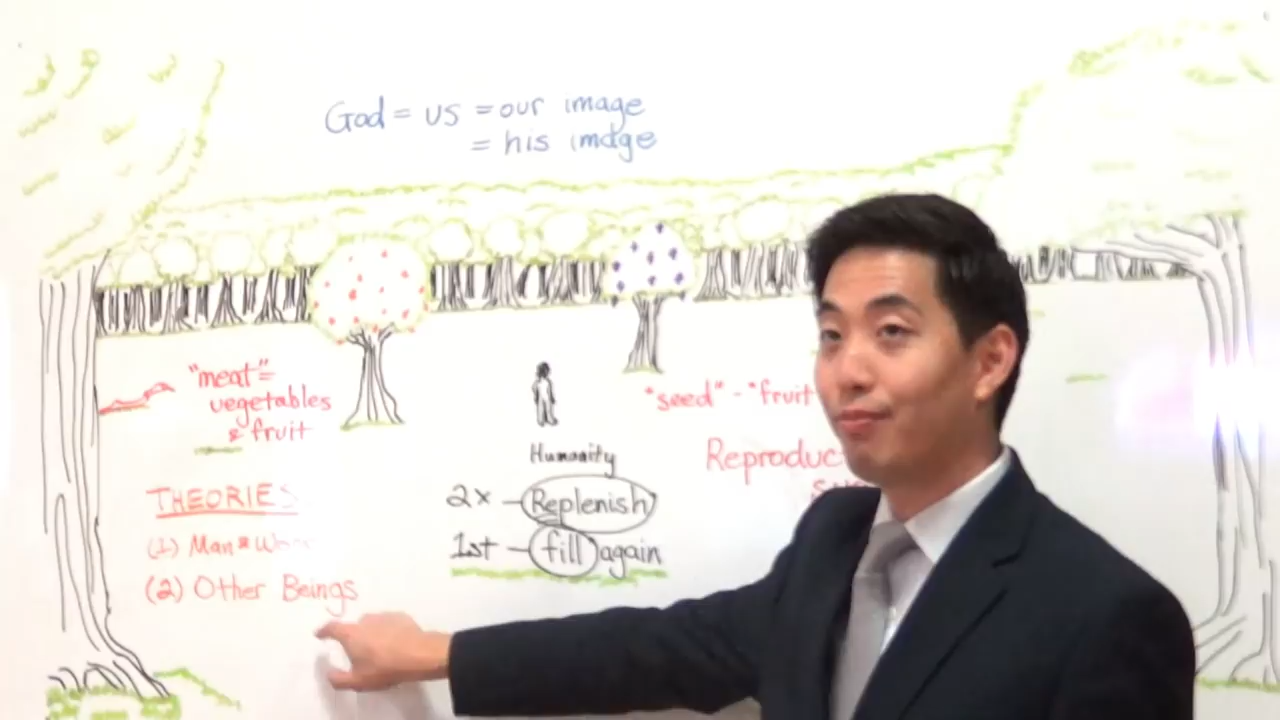 God = us = our image
= his image
"meat"=
vegetables
& fruit
"seed" - "fruit
Humanity
Reproduc
THEORIES
2x - Replenish
1st - fill again
(1) Man &
(2) Other Beings